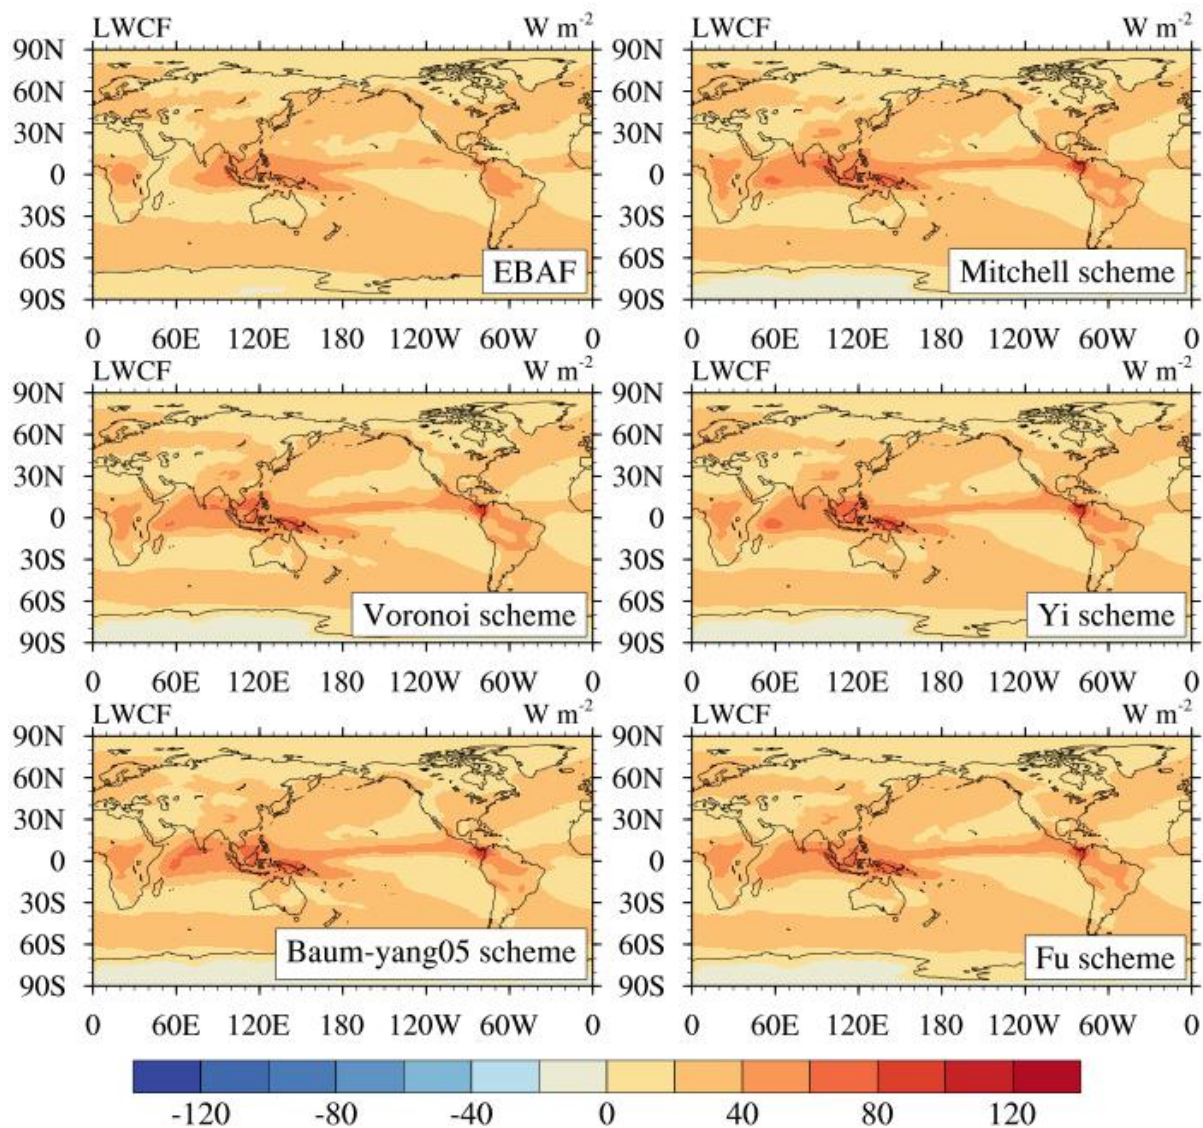 LWCF W m-2 LWCF W m-2
90N 90N
60N 60N
30N 30N
0 0
30S 30S
60S EBAF 60S Mitchell scheme
90S 90S
0 60E 120E 180 120W 60W 0 0 60E 120E 180 120W 60W 0
LWCF W m-2 LWCF W m-2
90N 90N
60N 60N
30N 30N
0 0
30S 30S
60S Voronoi scheme 60S Yi scheme
90S 90S
0 60E 120E 180 120W 60W 0 0 60E 120E 180 120W 60W 0
LWCF W m-2 LWCF W m-2
90N 90N
60N 60N
30N 30N
0 0
30S 30S
60S Baum-yang05 scheme 60S Fu scheme
90S 90S
0 60E 120E 180 120W 60W 0 0 60E 120E 180 120W 60W 0
-120 -80 -40 0 40 80 120